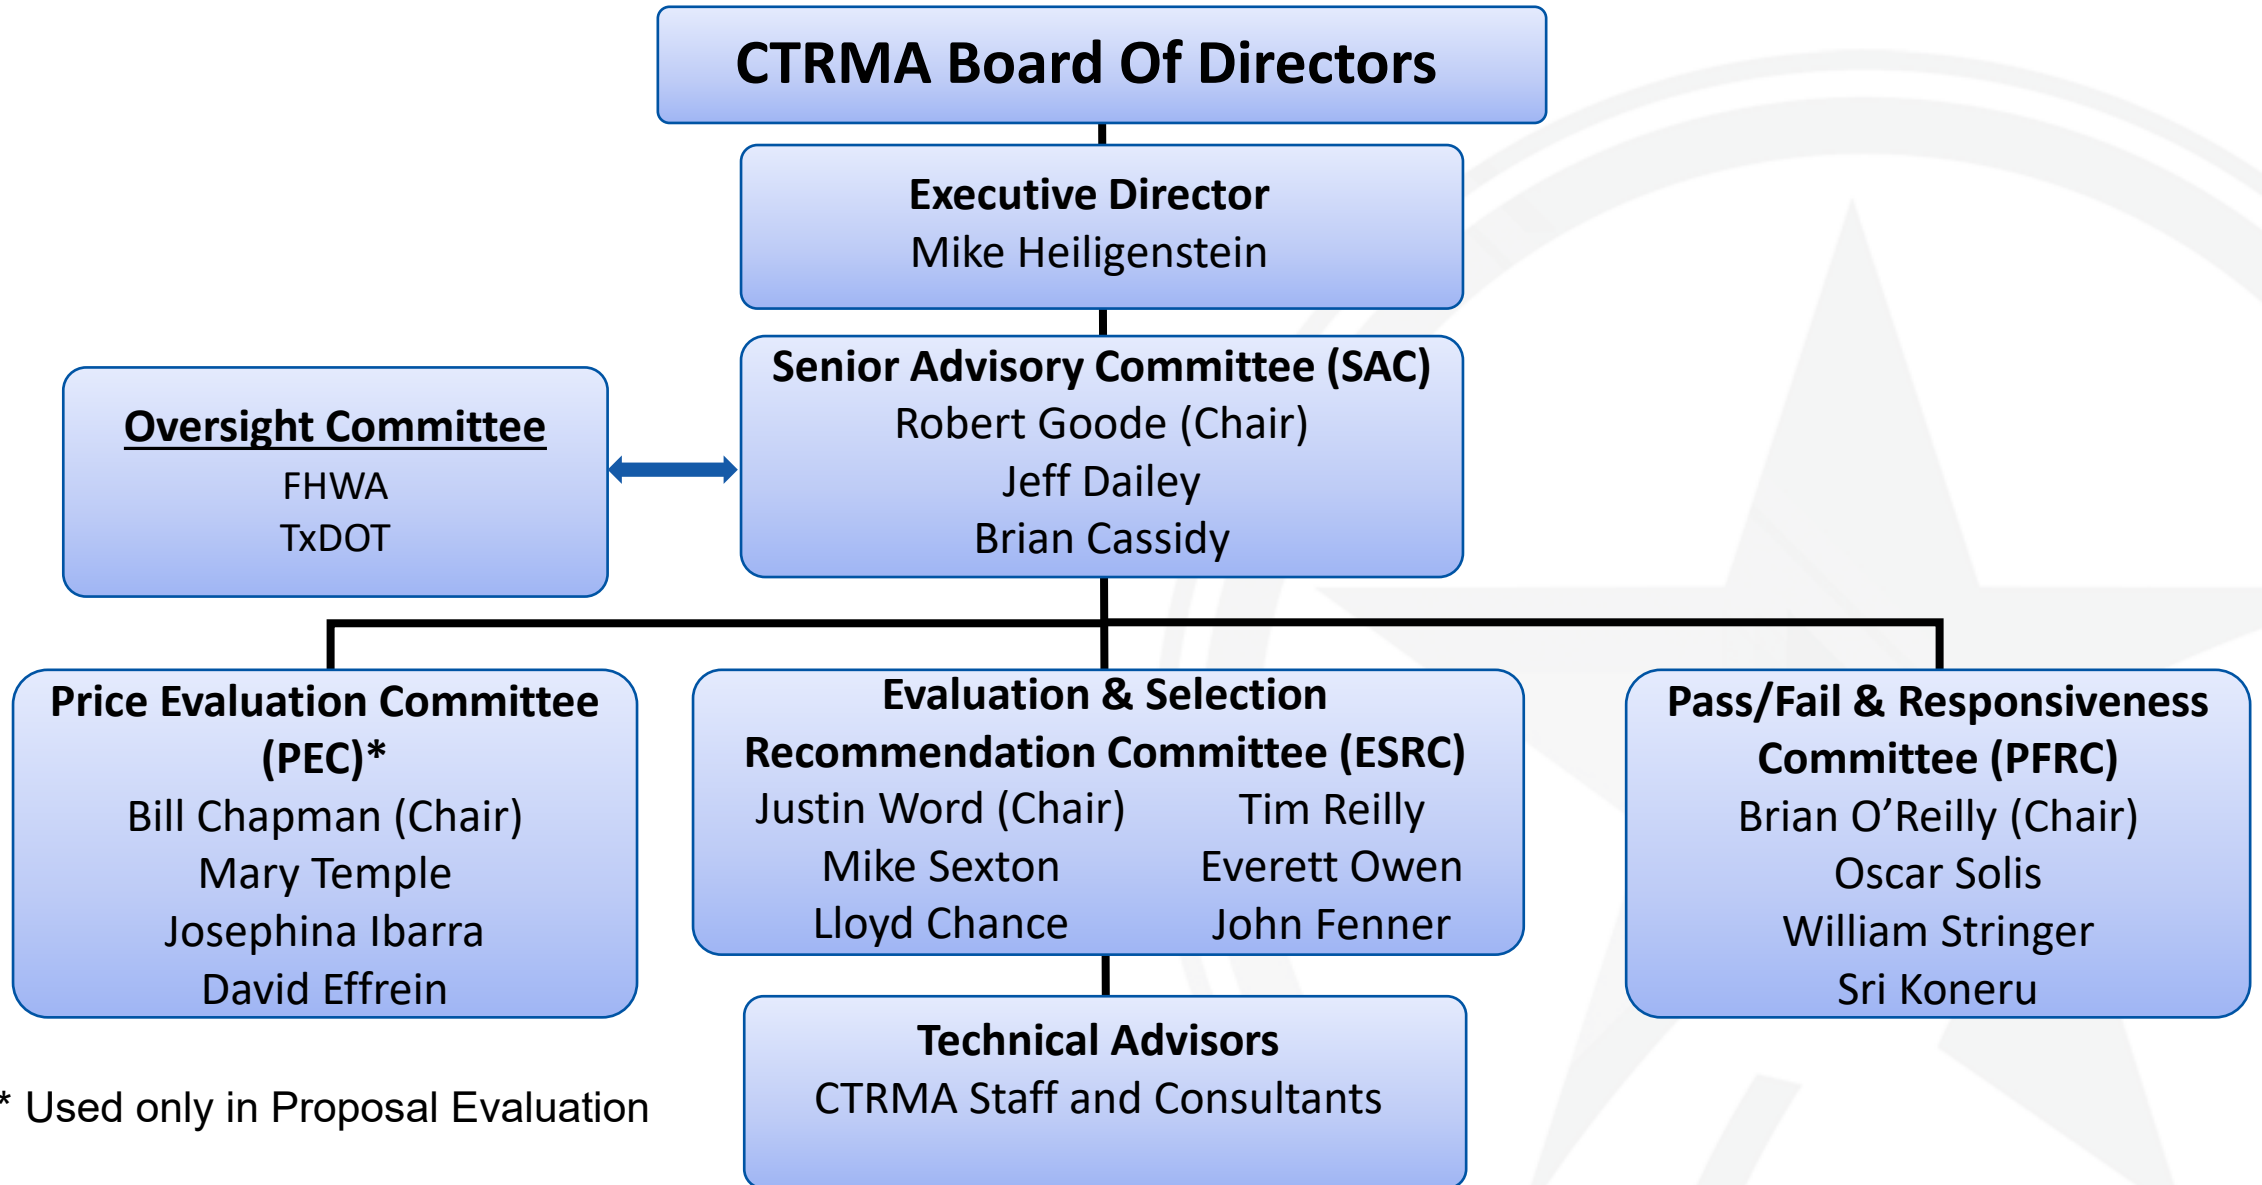 CTRMA Board Of Directors
Executive Director
Mike Heiligenstein
Senior Advisory Committee (SAC)
Robert Goode (Chair)
Jeff Dailey
Brian Cassidy
Oversight Committee
FHWA
TxDOT
Price Evaluation Committee
(PEC)*
Bill Chapman (Chair)
Mary Temple
Josephina Ibarra
David Effrein
Evaluation & Selection
Recommendation Committee (ESRC)
Justin Word (Chair) Tim Reilly
Mike Sexton Everett Owen
Lloyd Chance John Fenner
Pass/Fail & Responsiveness
Committee (PFRC)
Brian O’Reilly (Chair)
Oscar Solis
William Stringer
Sri Koneru
Technical Advisors
CTRMA Staff and Consultants
* Used only in Proposal Evaluation